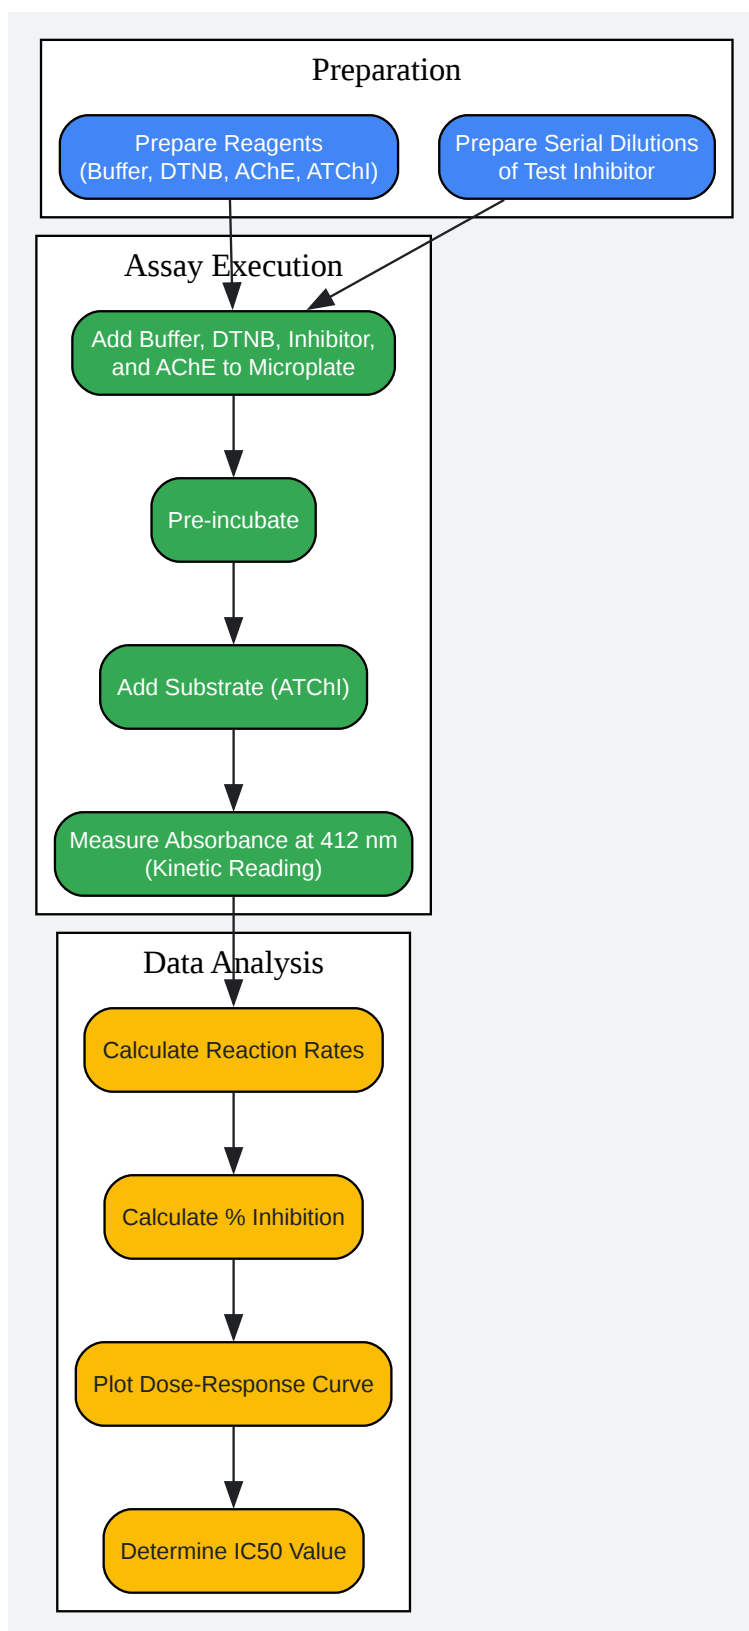 Preparation
Prepare Reagents
(Buffer, DTNB, AChE, ATChI)
Prepare Serial Dilutions
of Test Inhibitor
Assay Execution
Add Buffer, DTNB, Inhibitor,
and AChE to Microplate
Pre-incubate
Add Substrate (ATChI)
Measure Absorbance at 412 nm
(Kinetic Reading)
Data Analysis
Calculate Reaction Rates
Calculate % Inhibition
Plot Dose-Response Curve
Determine IC50 Value